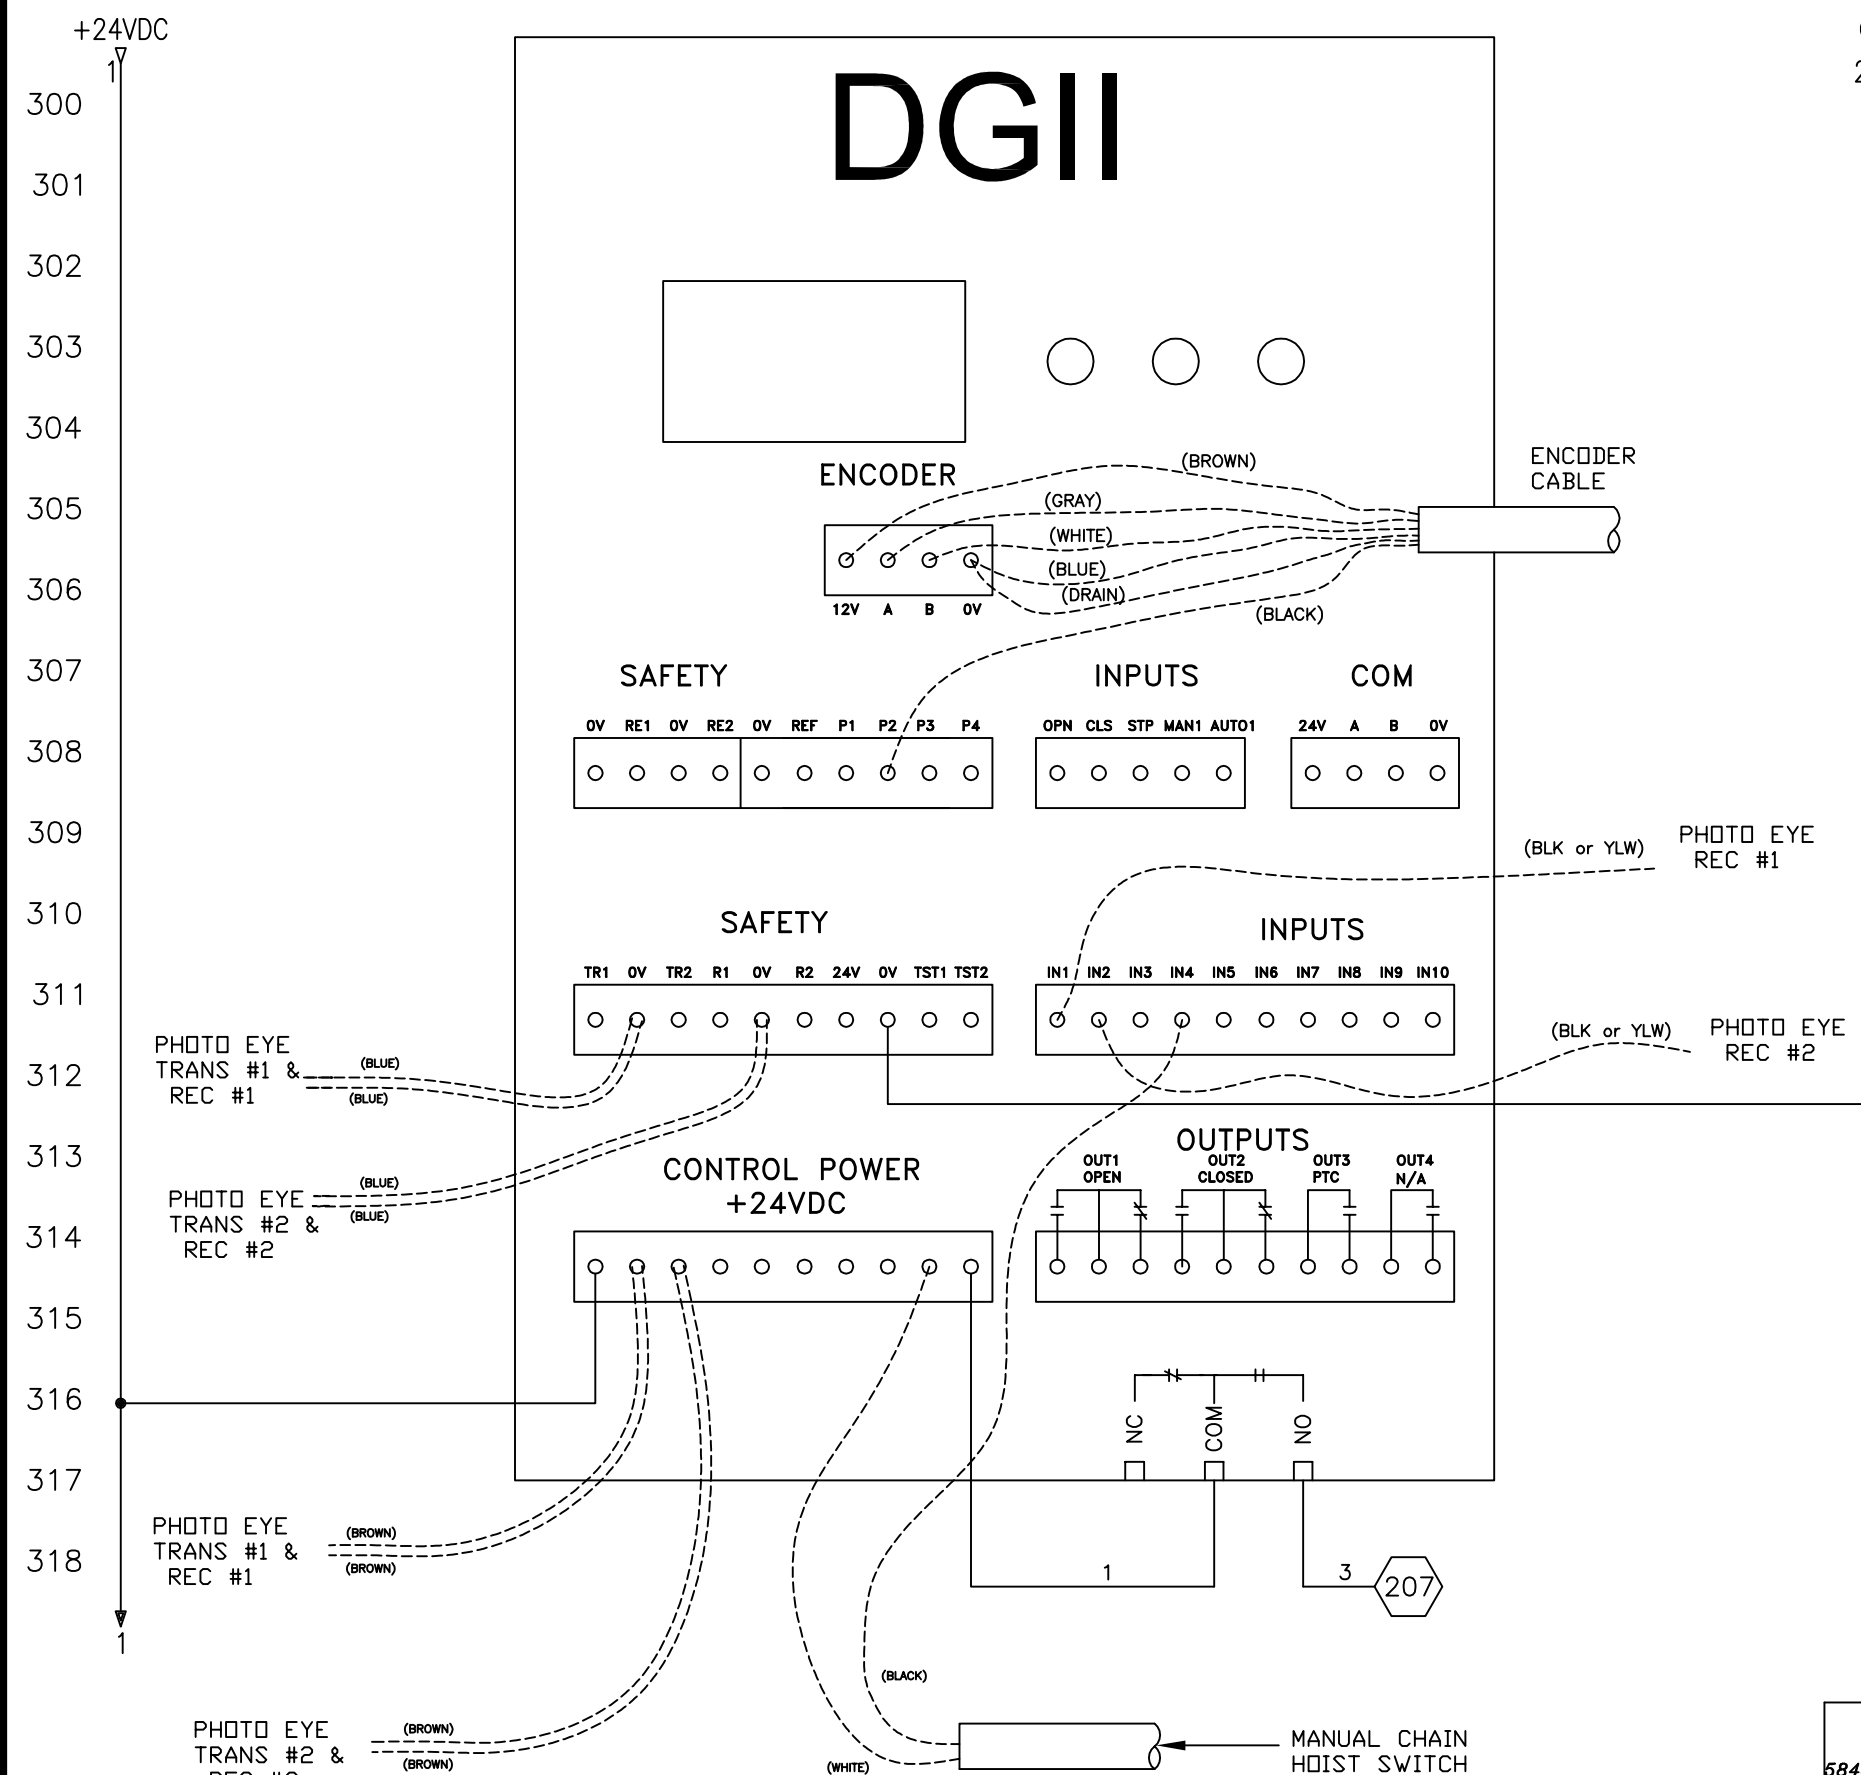 +24VDC
1
DGII
300
301
302
303
304
ENCODER
(BROWN)
ENCODER
CABLE
305
(GRAY)
(WHITE)
(BLUE)
306
(DRAIN)
12V A B 0V
(BLACK)
307
SAFETY INPUTS COM
0V RE1 0V RE2 0V REF P1 P2 P3 P4 OPN CLS STP MAN1 AUTO1 24V A B 0V
308
309
(BLK or YLW)
PHOTO EYE
REC #1
310
SAFETY INPUTS
TR1 0V TR2 R1 0V R2 24V 0V TST1 TST2 IN1 IN2 IN3 IN4 IN5 IN6 IN7 IN8 IN9 IN10
311
(BLK or YLW)
PHOTO EYE
REC #2
PHOTO EYE
TRANS #1 &
REC #1
(BLUE)
(BLUE)
312
313
OUTPUTS
OUT1
OPEN
OUT2
CLOSED
OUT3
PTC
OUT4
N/A
CONTROL POWER
+24VDC
(BLUE)
(BLUE)
PHOTO EYE
TRANS #2 &
REC #2
314
315
316
NC COM NO
317
PHOTO EYE
TRANS #1 &
REC #1
(BROWN)
(BROWN)
318
1
3
207
1
(BLACK)
PHOTO EYE
TRANS #2 &
(BROWN)
(BROWN)
(WHITE)
MANUAL CHAIN
HOIST SWITCH
584